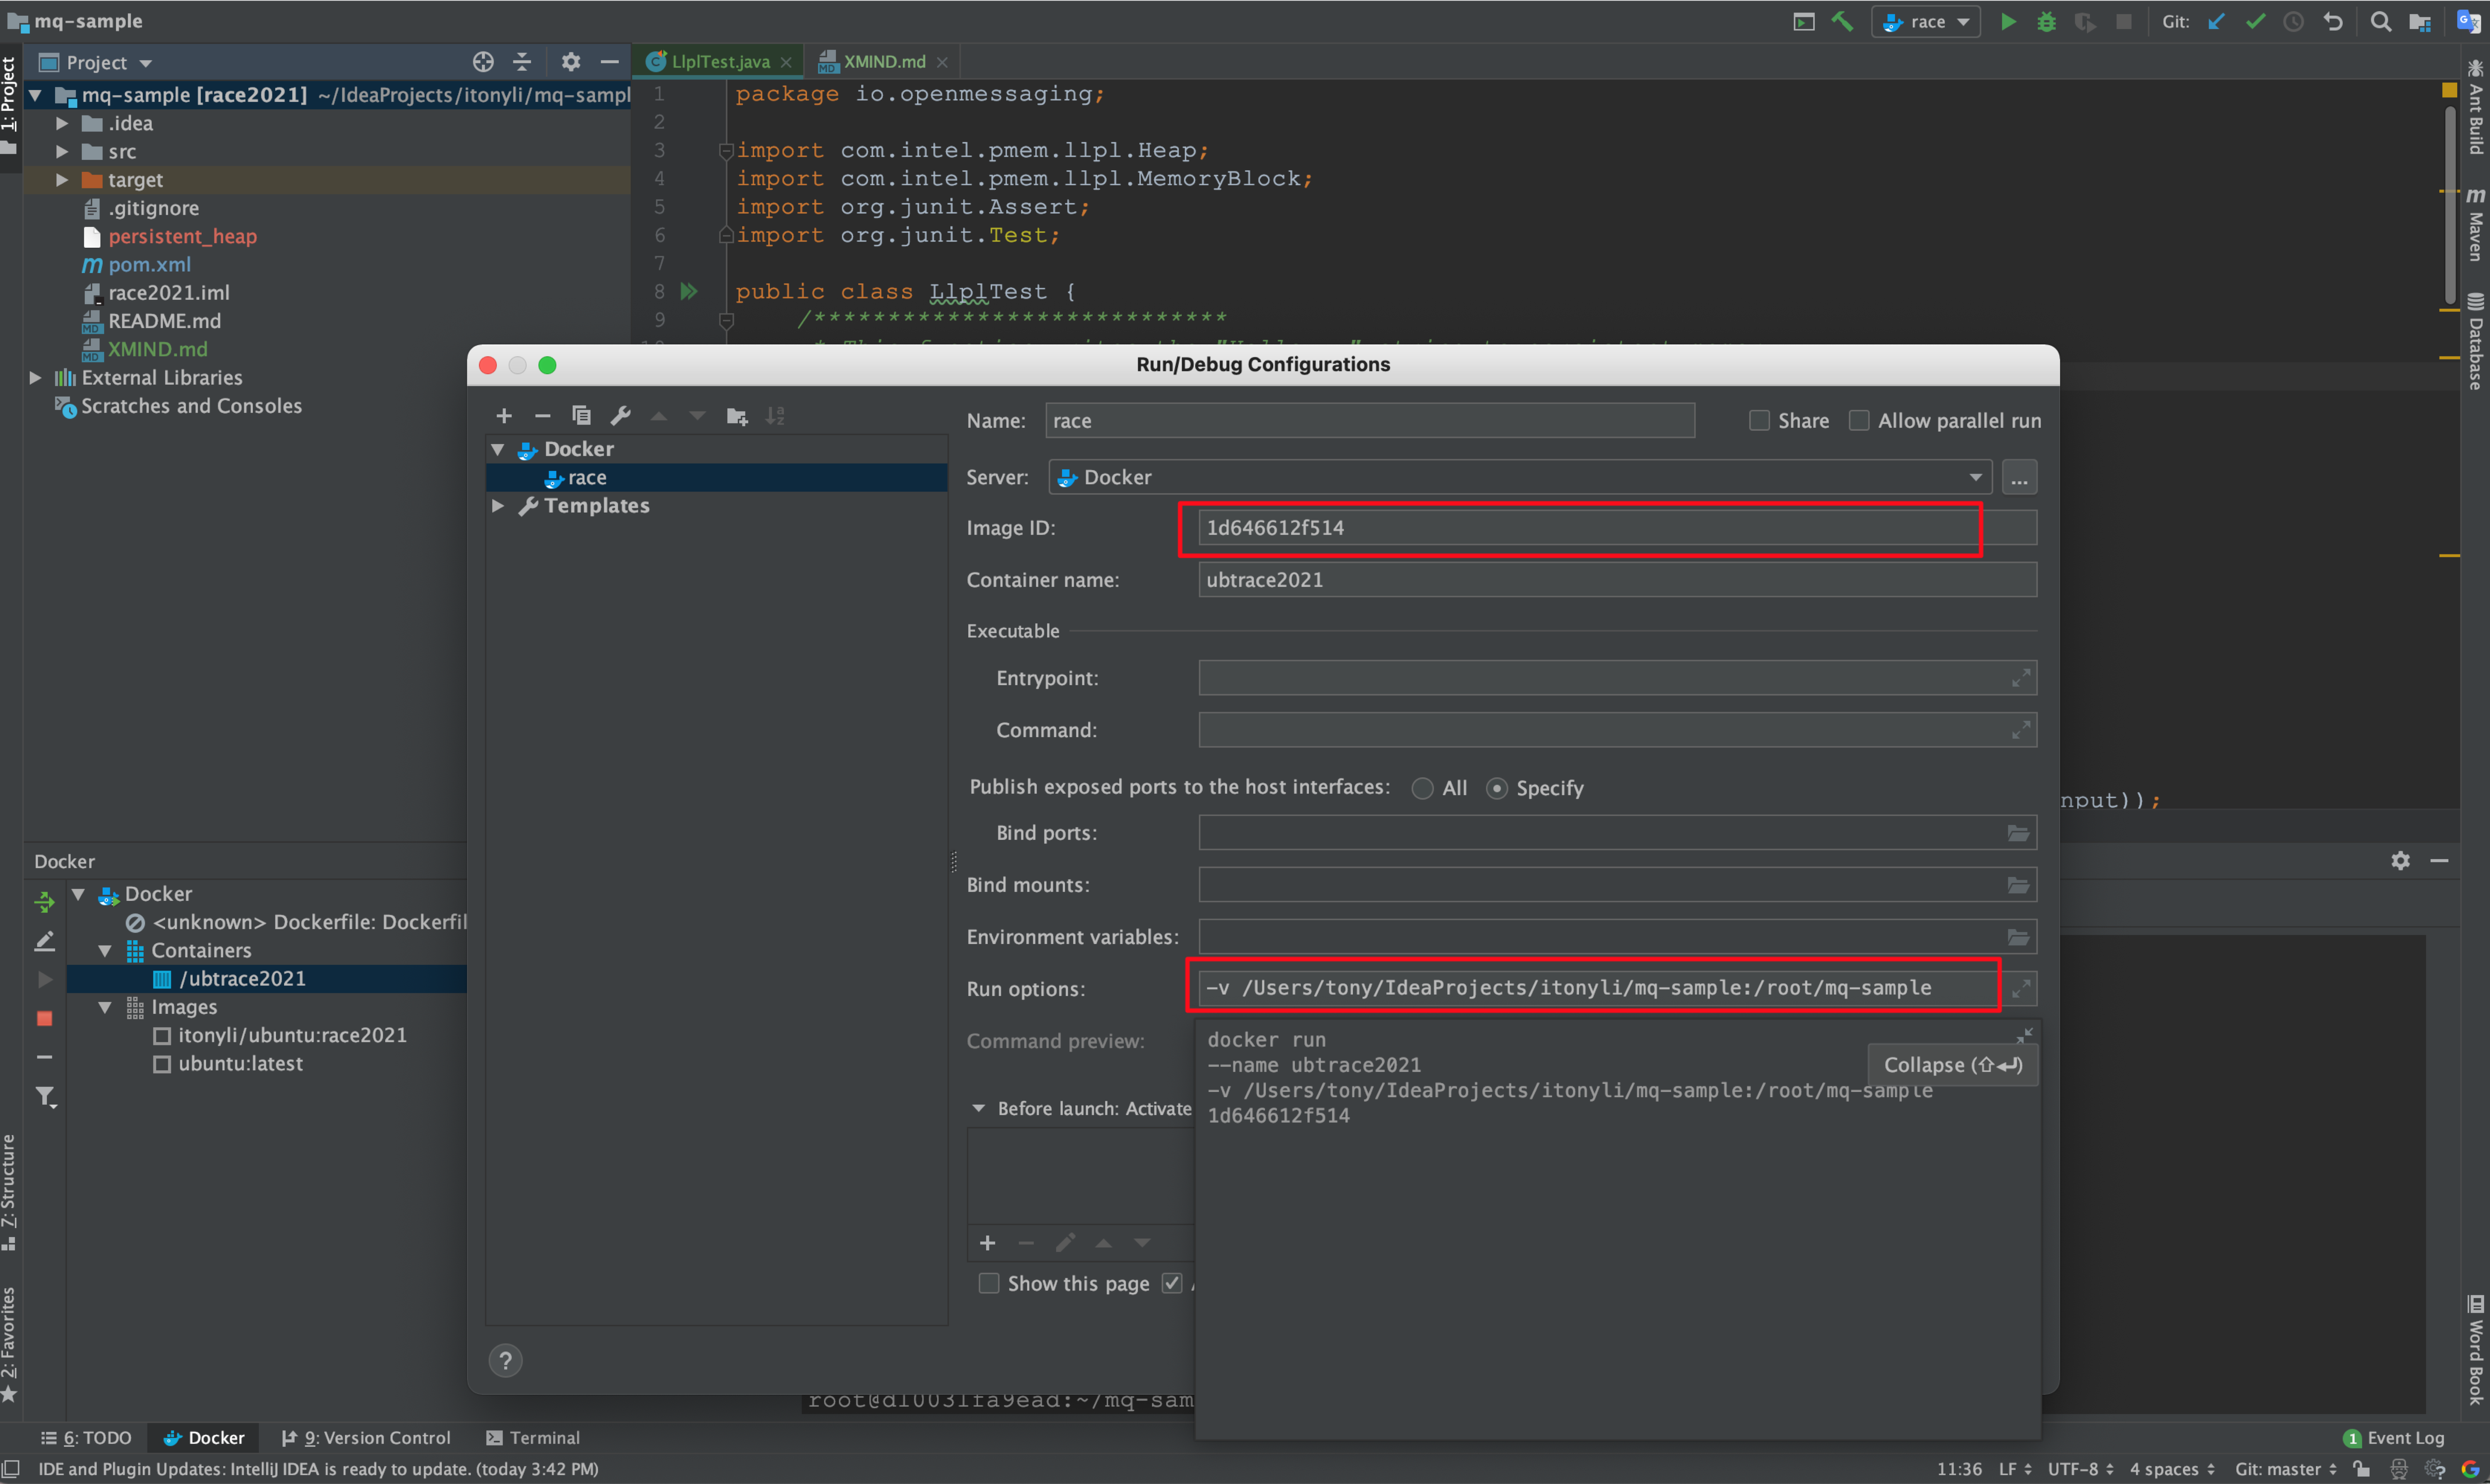 mq-sample
race
Git:
Project
LlplTest.java
XMIND.md
1: Project
mq-sample [race2021] ~/IdeaProjects/itonyli/mq-sampl
.idea
src
target
.gitignore
persistent_heap
pom.xml
race2021.iml
README.md
XMIND.md
External Libraries
Scratches and Consoles
1 package io.openmessaging;
2
3 import com.intel.pmem.llpl.Heap;
4 import com.intel.pmem.llpl.MemoryBlock;
5 import org.junit.Assert;
6 import org.junit.Test;
7
8 public class LlplTest {
9 /****************************
Ant Build
Maven
Database
Run/Debug Configurations
Docker
race
Templates
Name: race
Share
Allow parallel run
Server: Docker
...
Image ID: 1d646612f514
Container name: ubtrace2021
Executable
Entrypoint:
Command:
Publish exposed ports to the host interfaces: All Specify
nput));
Bind ports:
Bind mounts:
Environment variables:
Run options: -v /Users/tony/IdeaProjects/itonyli/mq-sample:/root/mq-sample
Command preview:
docker run
--name ubtrace2021
-v /Users/tony/IdeaProjects/itonyli/mq-sample:/root/mq-sample
1d646612f514
Collapse (⇧↵)
Before launch: Activate
Show this page
?
Docker
Docker
<unknown> Dockerfile: Dockerfil
Containers
/ubtrace2021
Images
itonyli/ubuntu:race2021
ubuntu:latest
Z: Structure
2: Favorites
Word Book
root@d10031fa9ead:~/mq-sam
6: TODO
Docker
9: Version Control
Terminal
1 Event Log
IDE and Plugin Updates: IntelliJ IDEA is ready to update. (today 3:42 PM)
11:36 LF UTF-8 4 spaces Git: master